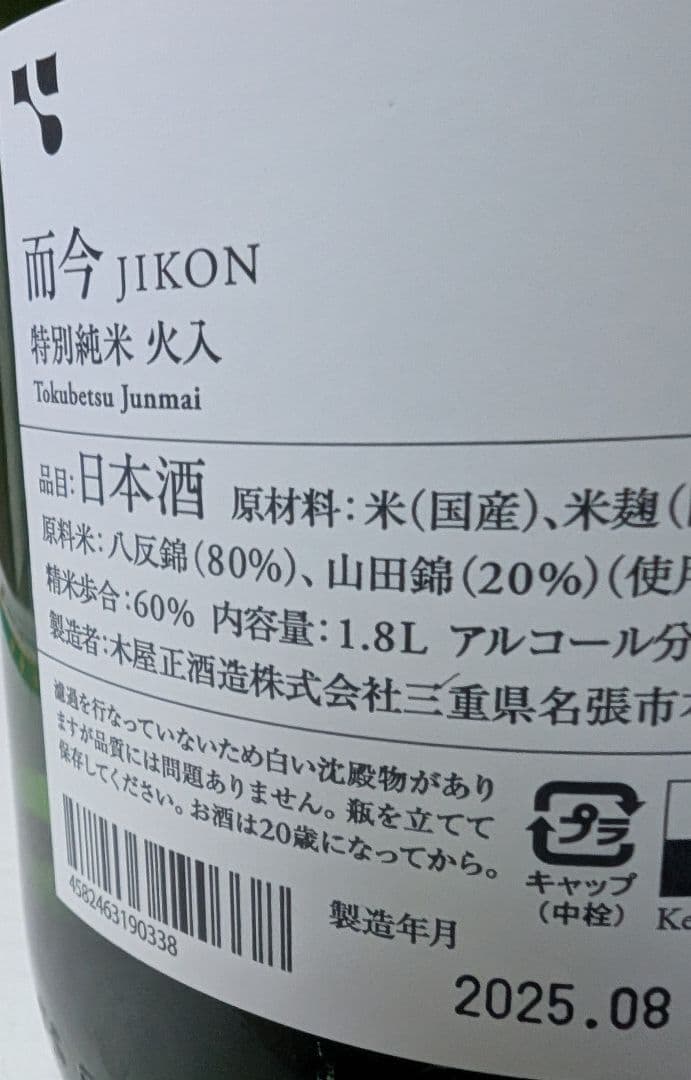 而今 JIKON
特別純米 火入
Tokubetsu Junmai
品目:日本酒 原材料:米(国産)、米麹(
原料米:八反錦(80%)、山田錦(20%)(使用
精米歩合:60% 内容量:1.8L アルコール分
製造者:木屋正酒造株式会社三重県名張市
濾過を行なっていないため白い沈殿物があり
ますが品質には問題ありません。瓶を立てて
保存してください。お酒は20歳になってから。
4582463190338
プラ
キャップ
(中栓)
製造年月
2025.08